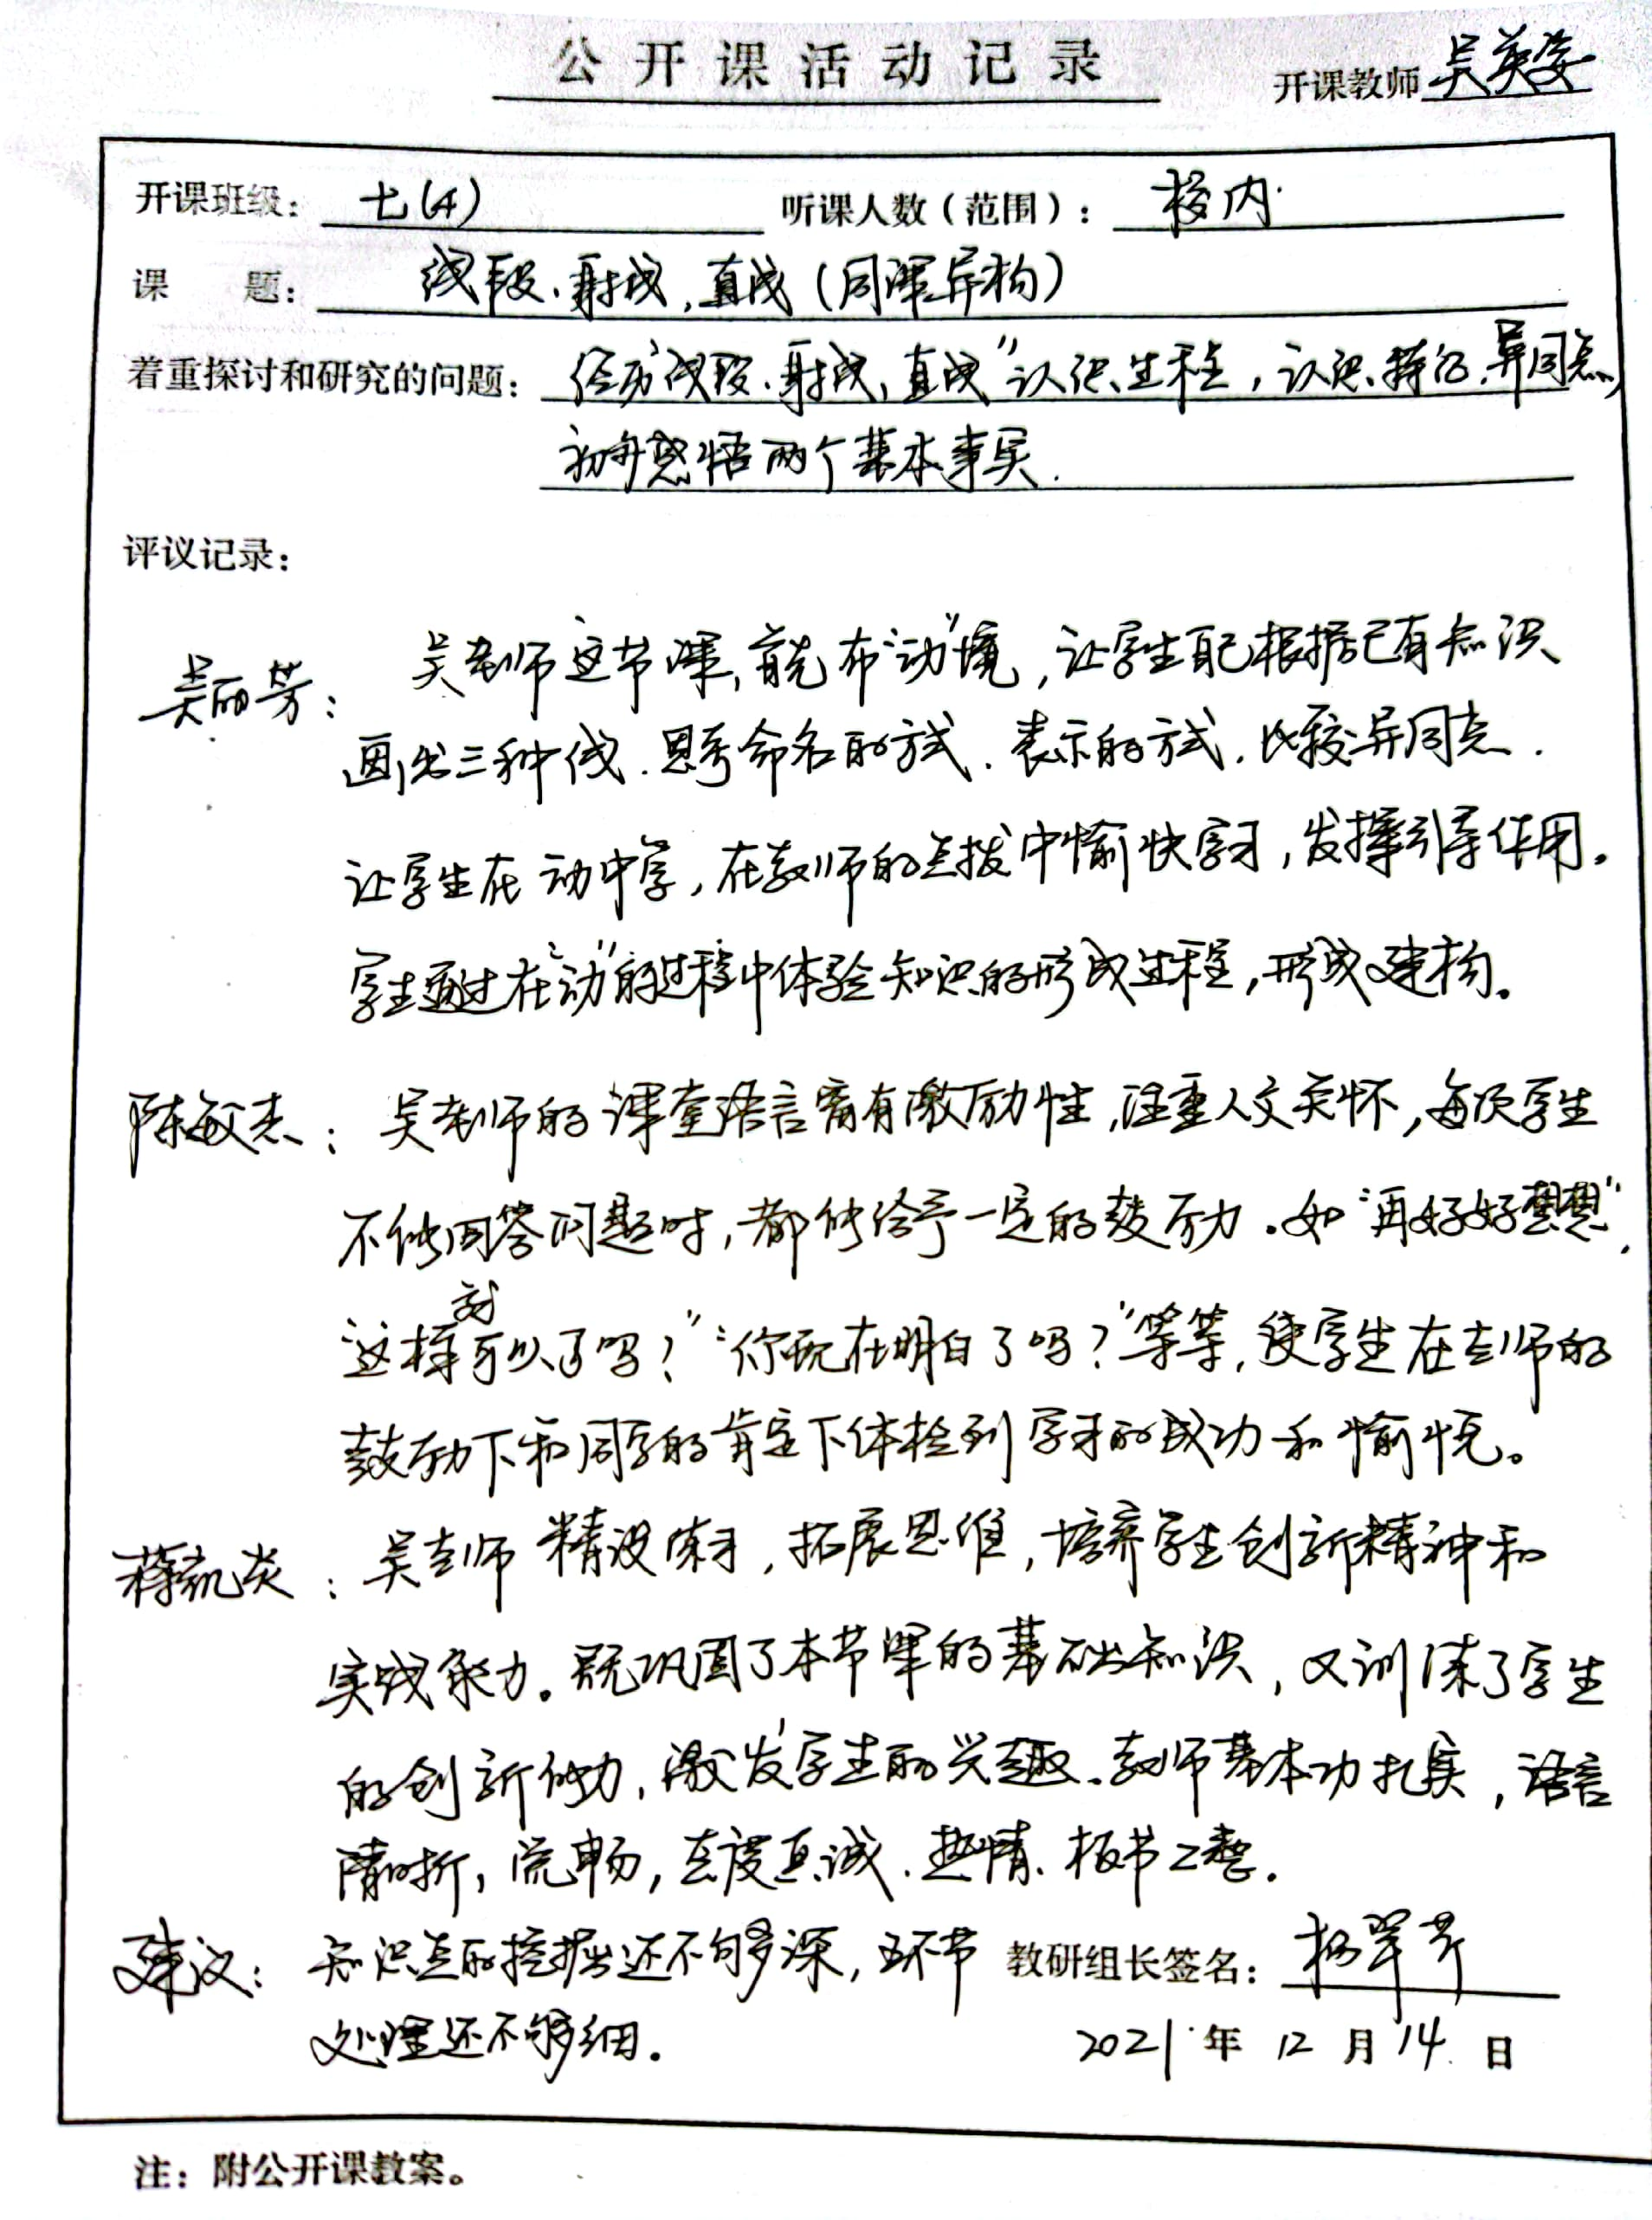 公开课活动记录
开课教师 吴英姿
开课班级： 七(4) 听课人数（范围）： 校内
课 题： 线段、射线，直线（同课异构）
着重探讨和研究的问题： 经历“线段、射线，直线”认识过程，认识特征、异同点，
初步感悟两个基本事实．
评议记录：
吴丽芳： 吴老师这节课，首先布“动”境，让学生自己根据已有知识
画出三种线．思考命名的方式、表示的方式，比较异同点．
让学生在动中学，在教师的点拨中愉快学习，发挥引导作用。
学生通过在“动”的过程中体验知识的形成过程，形成建构。
陈敏杰： 吴老师的课堂语言富有激励性，注重人文关怀，每次学生
不能回答问题时，都能给予一定的鼓励．如“再好好想想”，
“这样就可以了吗？”“你现在明白了吗？”等等，使学生在老师的
鼓励下和同学的肯定下体验到学习的成功和愉悦。
蒋 炎： 吴老师精设练习，拓展思维，培养学生创新精神和
实践能力。既巩固了本节课的基础知识，又训练了学生
的创新能力，激发学生的兴趣。教师基本功扎实，语言
清晰，流畅，态度真诚．热情、板书工整．
建议： 知识点的挖掘还不够深，环节 教研组长签名： 杨翠芹
处理还不够细． 2021年12月14日
注：附公开课教案。